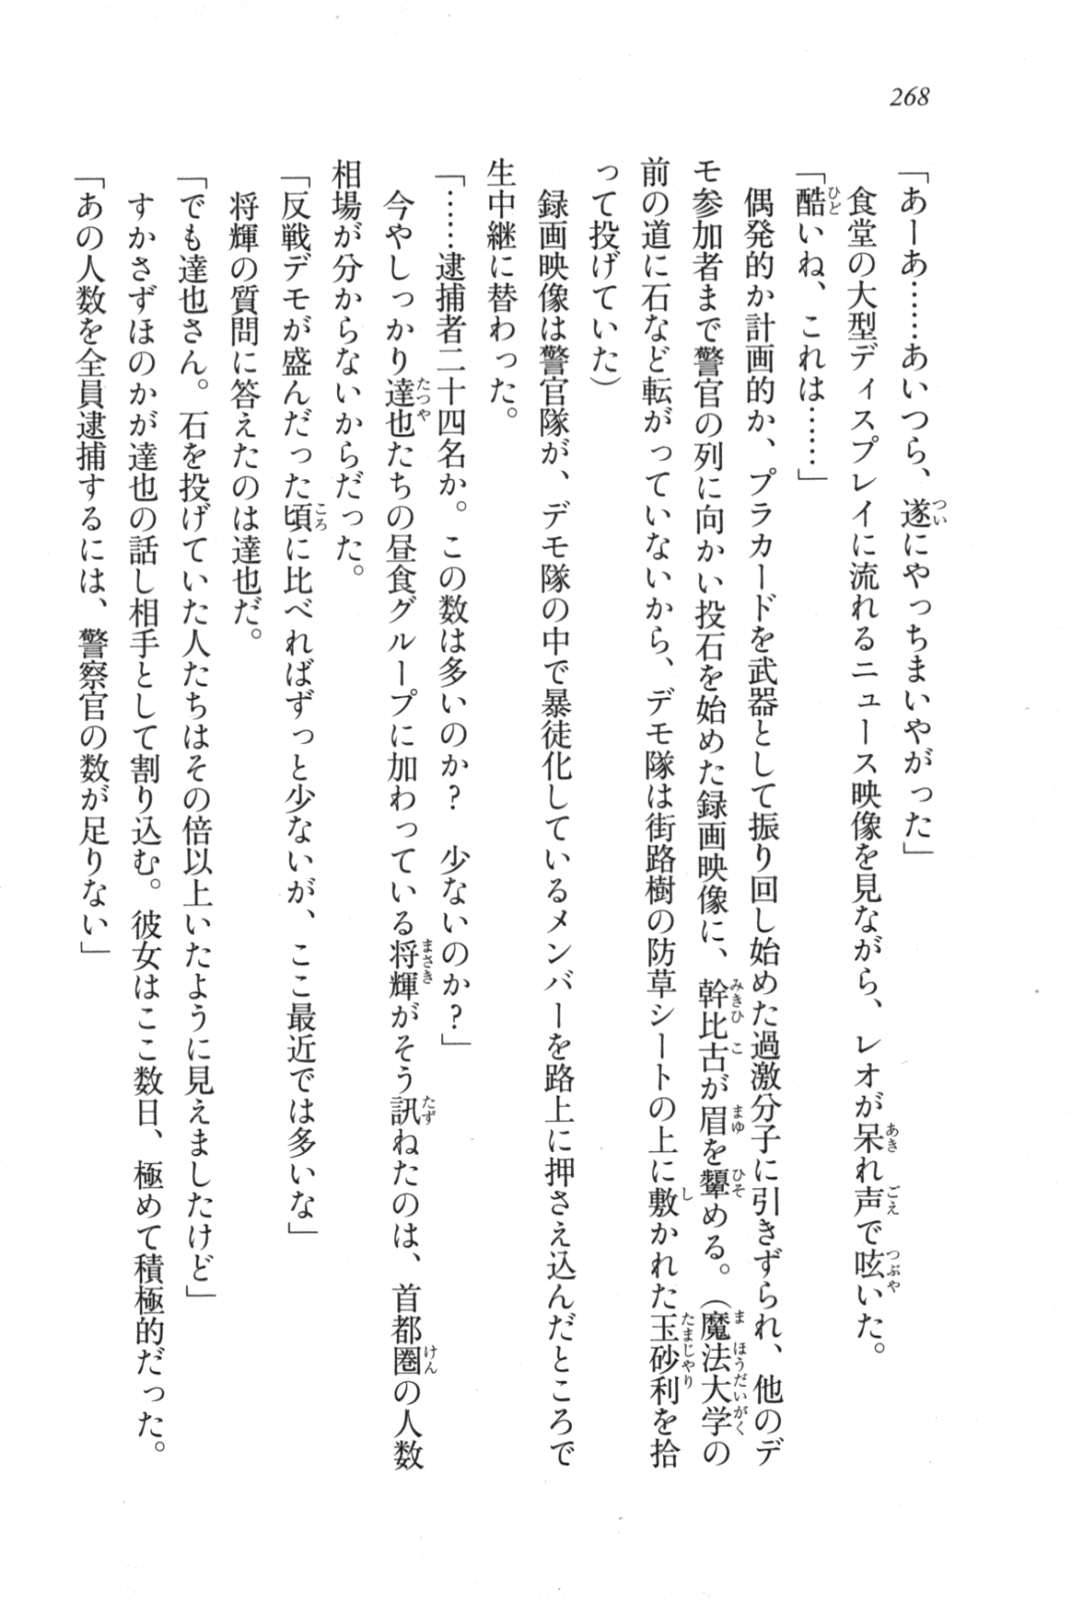 268
「あーあ……あいつら、遂にやっちまいやがった」
食堂の大型ディスプレイに流れるニュース映像を見ながら、レオが呆れ声で呟いた。
「酷いね、これは……」
偶発的か計画的か、プラカードを武器として振り回し始めた過激分子に引きずられ、他のデ
モ参加者まで警官の列に向かい投石を始めた録画映像に、幹比古が眉を顰める。（魔法大学の
前の道に石など転がっていないから、デモ隊は街路樹の防草シートの上に敷かれた玉砂利を拾
って投げていた）
録画映像は警官隊が、デモ隊の中で暴徒化しているメンバーを路上に押さえ込んだところで
生中継に替わった。
「……逮捕者二十四名か。この数は多いのか？　少ないのか？」
今やしっかり達也たちの昼食グループに加わっている将輝がそう訊ねたのは、首都圏の人数
相場が分からないからだった。
「反戦デモが盛んだった頃に比べればずっと少ないが、ここ最近では多いな」
将輝の質問に答えたのは達也だ。
「でも達也さん。石を投げていた人たちはその倍以上いたように見えましたけど」
すかさずほのかが達也の話し相手として割り込む。彼女はここ数日、極めて積極的だった。
「あの人数を全員逮捕するには、警察官の数が足りない」